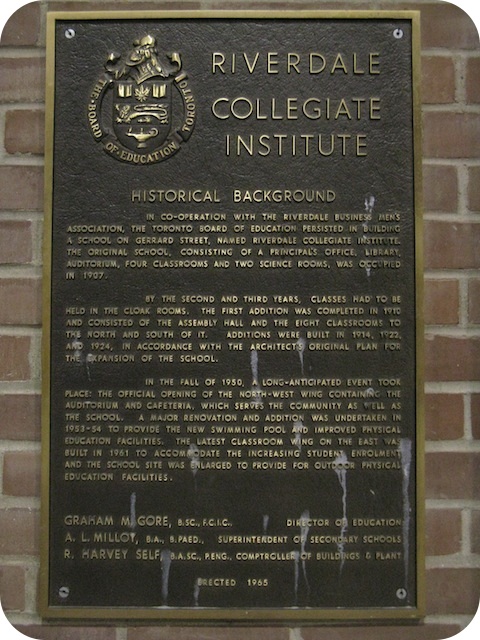 THE · BOARD OF · EDUCATION TORONTO
RIVERDALE
COLLEGIATE
INSTITUTE
HISTORICAL BACKGROUND
IN CO-OPERATION WITH THE RIVERDALE BUSINESS MEN'S
ASSOCIATION, THE TORONTO BOARD OF EDUCATION PERSISTED IN BUILDING
A SCHOOL ON GERRARD STREET, NAMED RIVERDALE COLLEGIATE INSTITUTE.
THE ORIGINAL SCHOOL, CONSISTING OF A PRINCIPAL'S OFFICE, LIBRARY,
AUDITORIUM, FOUR CLASSROOMS AND TWO SCIENCE ROOMS, WAS OCCUPIED
IN 1907.
BY THE SECOND AND THIRD YEARS, CLASSES HAD TO BE
HELD IN THE CLOAK ROOMS. THE FIRST ADDITION WAS COMPLETED IN 1910
AND CONSISTED OF THE ASSEMBLY HALL AND THE EIGHT CLASSROOMS TO
THE NORTH AND SOUTH OF IT. ADDITIONS WERE BUILT IN 1914, 1922,
AND 1924, IN ACCORDANCE WITH THE ARCHITECT'S ORIGINAL PLAN FOR
THE EXPANSION OF THE SCHOOL.
IN THE FALL OF 1950, A LONG-ANTICIPATED EVENT TOOK
PLACE: THE OFFICIAL OPENING OF THE NORTH-WEST WING CONTAINING THE
AUDITORIUM AND CAFETERIA, WHICH SERVES THE COMMUNITY AS WELL AS
THE SCHOOL. A MAJOR RENOVATION AND ADDITION WAS UNDERTAKEN IN
1953-54 TO PROVIDE THE NEW SWIMMING POOL AND IMPROVED PHYSICAL
EDUCATION FACILITIES. THE LATEST CLASSROOM WING ON THE EAST WAS
BUILT IN 1961 TO ACCOMMODATE THE INCREASING STUDENT ENROLMENT
AND THE SCHOOL SITE WAS ENLARGED TO PROVIDE FOR OUTDOOR PHYSICAL
EDUCATION FACILITIES.
GRAHAM M. GORE, B.SC., F.C.I.C., DIRECTOR OF EDUCATION
A. L. MILLOY, B.A., B.PAED., SUPERINTENDENT OF SECONDARY SCHOOLS
R. HARVEY SELF, B.A.SC., P.ENG., COMPTROLLER OF BUILDINGS & PLANT
ERECTED 1965